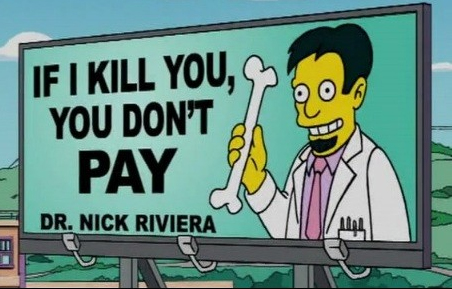 IF I KILL YOU,
YOU DON'T
PAY
DR. NICK RIVIERA